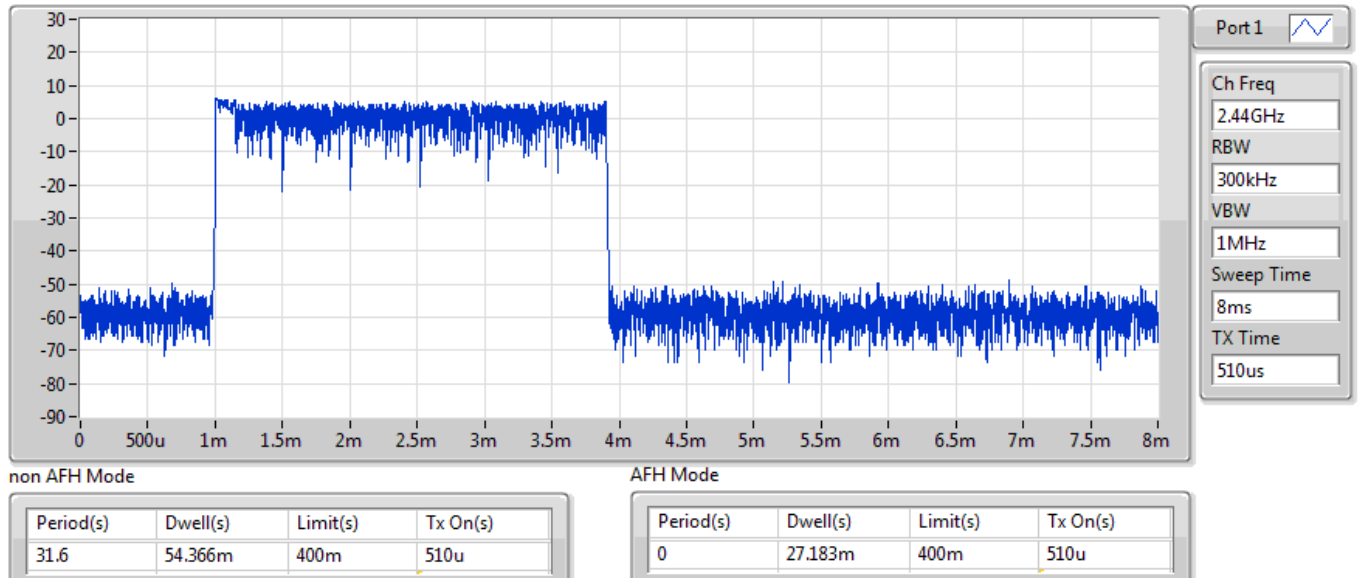 30
20
10
0
-10
-20
-30
-40
-50
-60
-70
-80
-90
0 500u 1m 1.5m 2m 2.5m 3m 3.5m 4m 4.5m 5m 5.5m 6m 6.5m 7m 7.5m 8m
Port 1
Ch Freq
2.44GHz
RBW
300kHz
VBW
1MHz
Sweep Time
8ms
TX Time
510us
non AFH Mode
Period(s) Dwell(s) Limit(s) Tx On(s)
31.6 54.366m 400m 510u
AFH Mode
Period(s) Dwell(s) Limit(s) Tx On(s)
0 27.183m 400m 510u